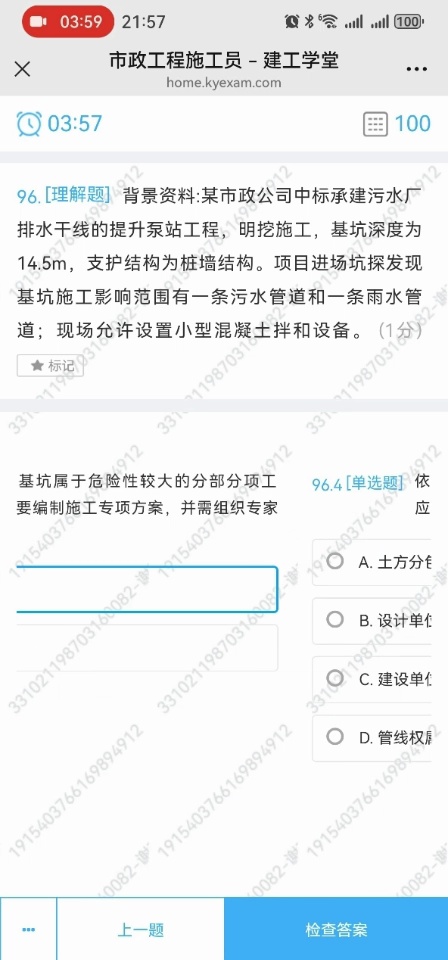 03:59 21:57 6 100
市政工程施工员 – 建工学堂
home.kyexam.com
03:57 100
96. [理解题] 背景资料:某市政公司中标承建污水厂
排水干线的提升泵站工程，明挖施工，基坑深度为
14.5m，支护结构为桩墙结构。项目进场坑探发现
基坑施工影响范围有一条污水管道和一条雨水管
道；现场允许设置小型混凝土拌和设备。(1分)
标记
基坑属于危险性较大的分部分项工
要编制施工专项方案，并需组织专家
96.4 [单选题] 依
应
A. 土方分包
B. 设计单位
C. 建设单位
D. 管线权属
上一题 检查答案